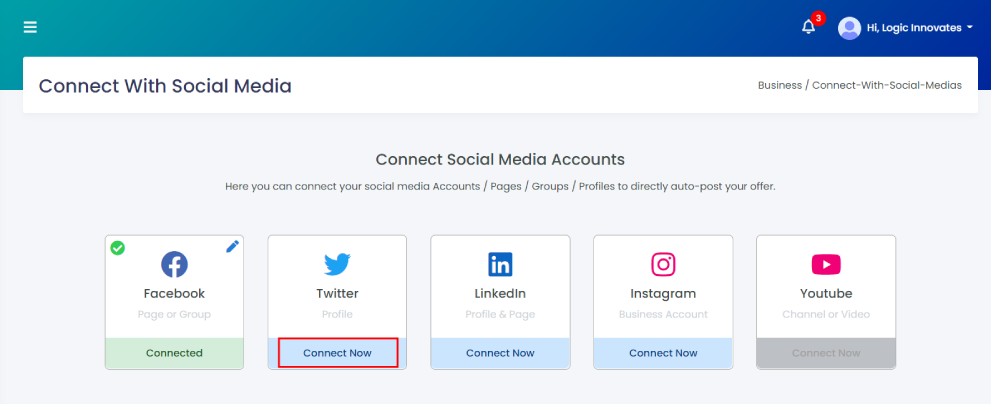 3
Hi, Logic Innovates
Connect With Social Media
Business / Connect-With-Social-Medias
Connect Social Media Accounts
Here you can connect your social media Accounts / Pages / Groups / Profiles to directly auto-post your offer.
Facebook
Page or Group
Connected
Twitter
Profile
Connect Now
in
LinkedIn
Profile & Page
Connect Now
Instagram
Business Account
Connect Now
Youtube
Channel or Video
Connect Now